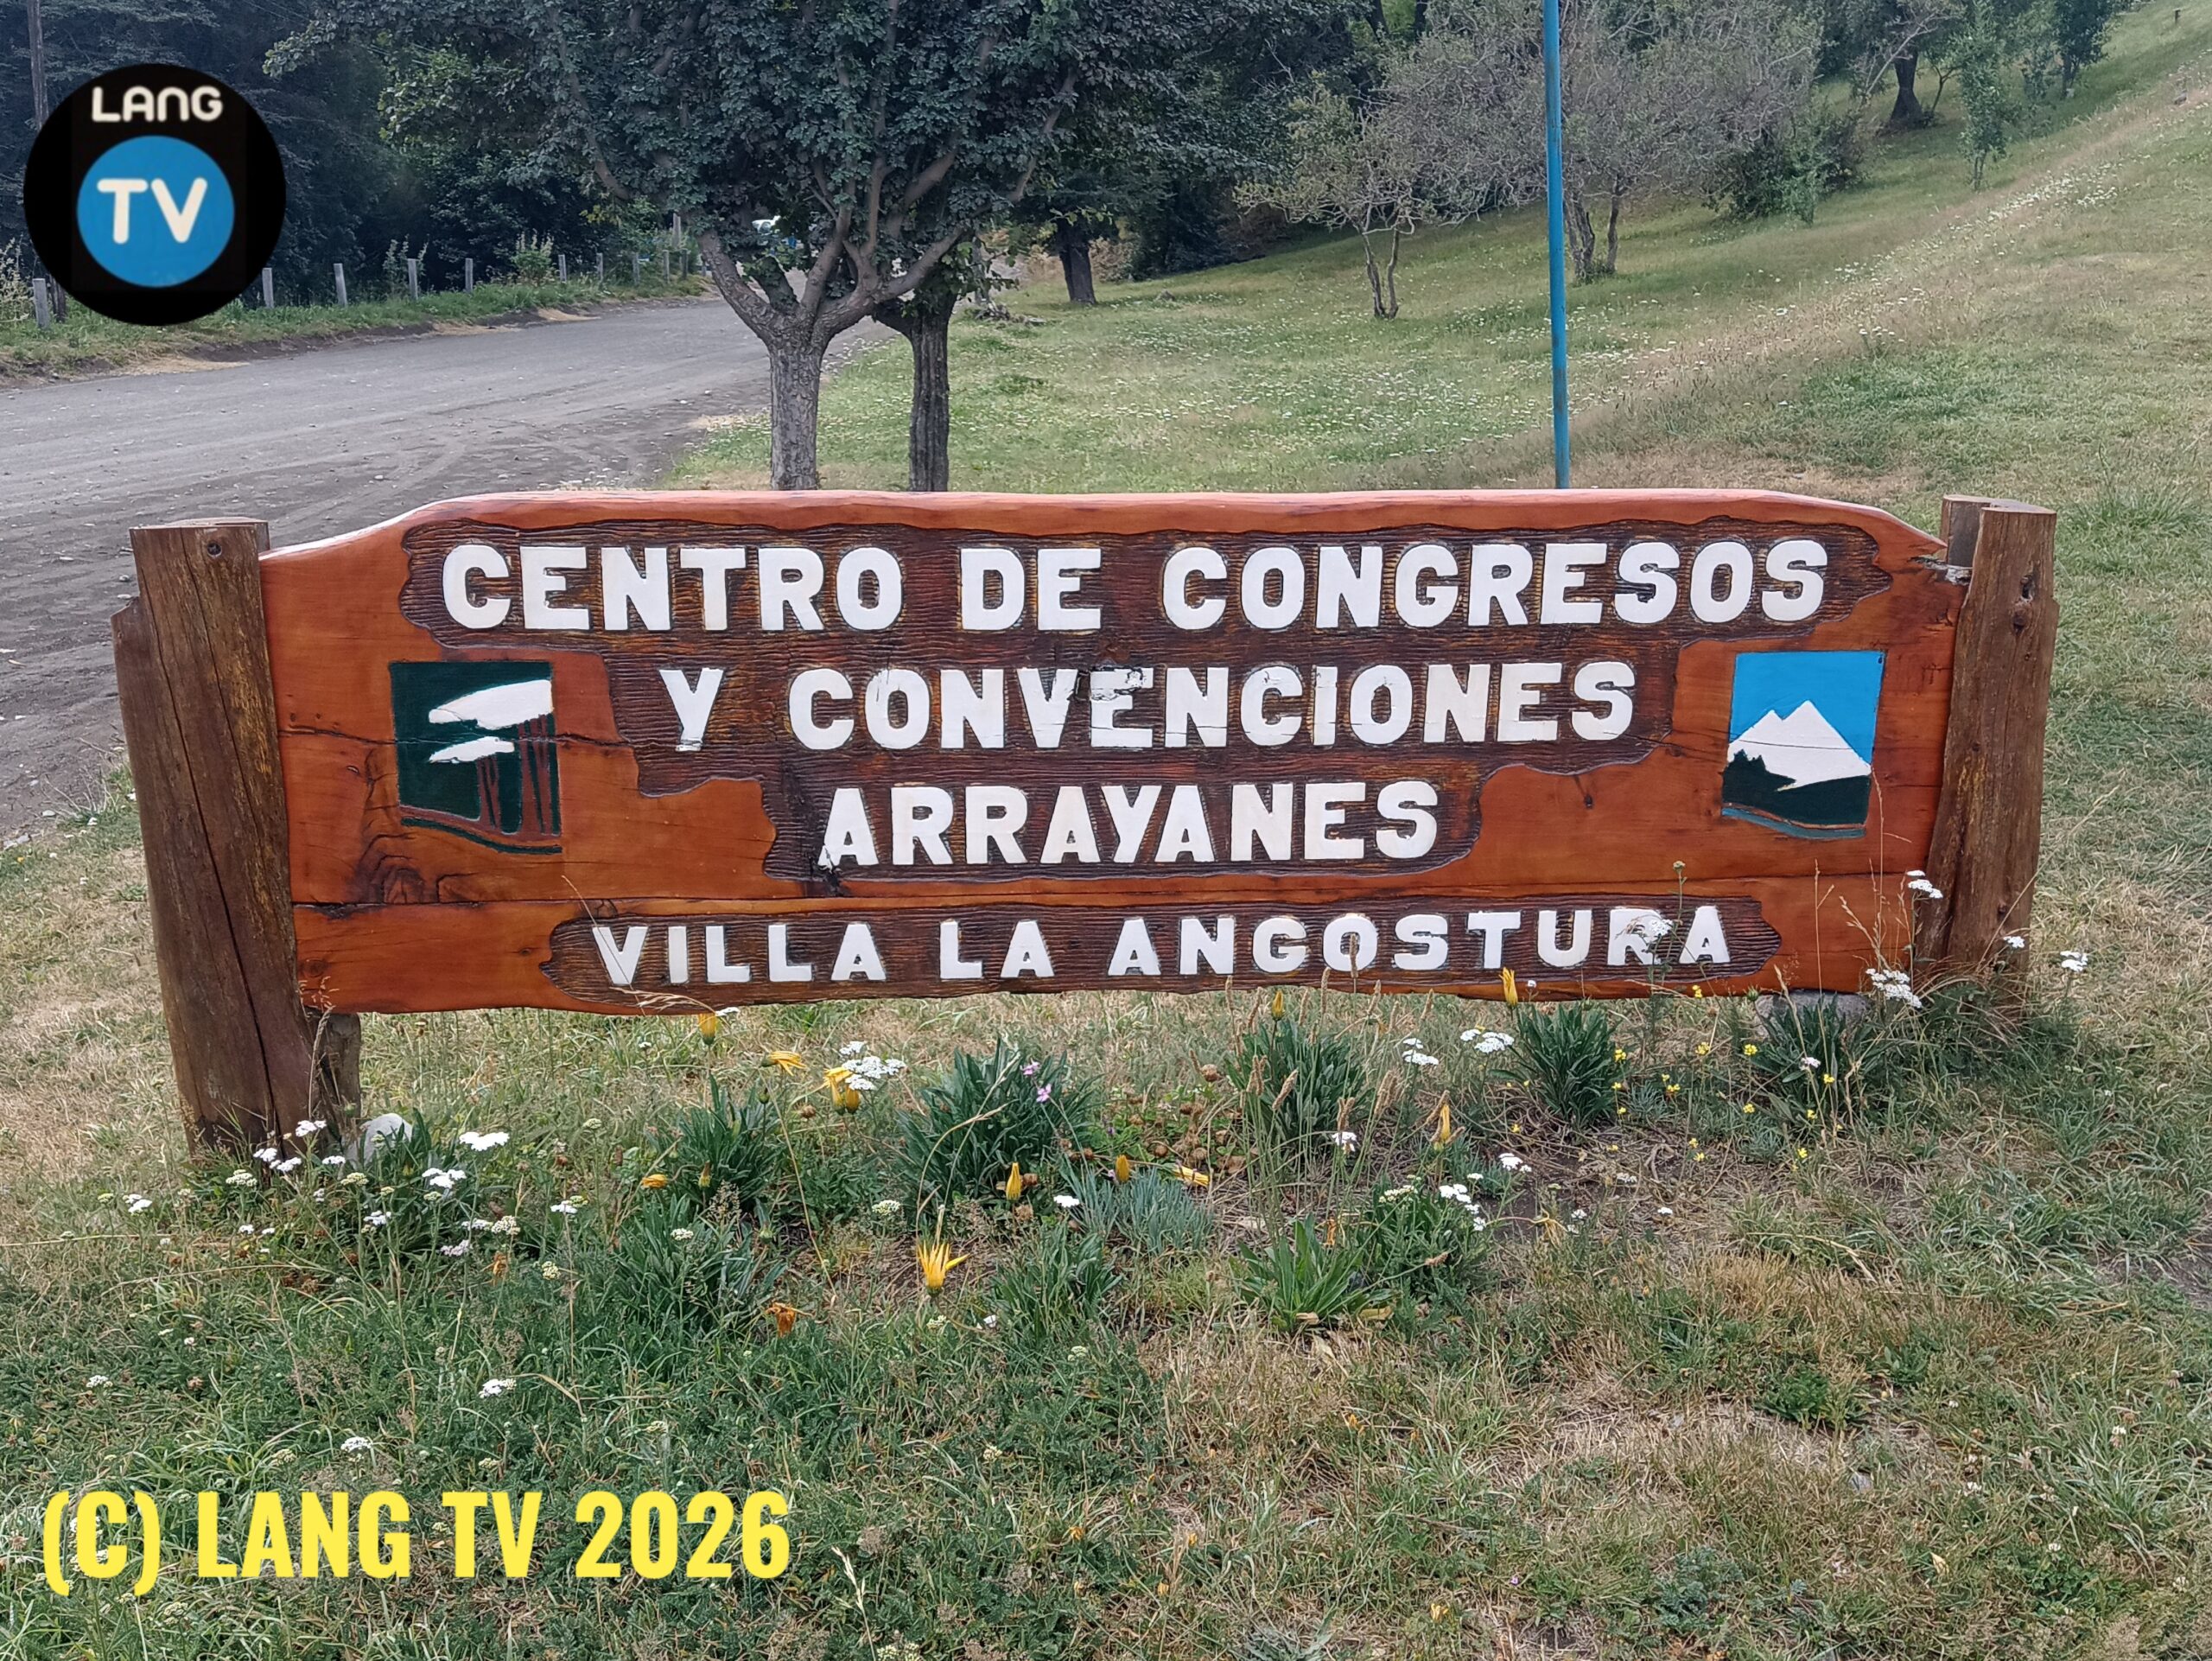 LANG
TV
CENTRO DE CONGRESOS
Y CONVENCIONES
ARRAYANES
VILLA LA ANGOSTURA
(C) LANG TV 2026